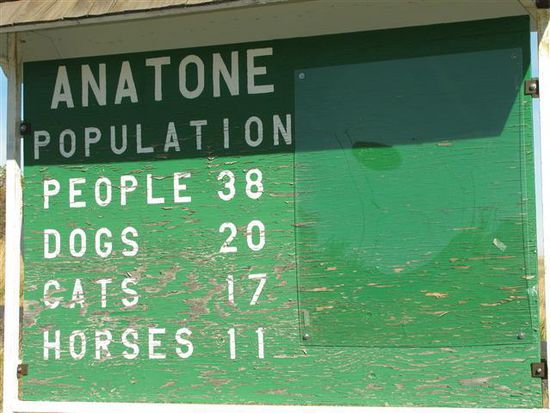 ANATONE
POPULATION
PEOPLE 38
DOGS 20
CATS 17
HORSES 11